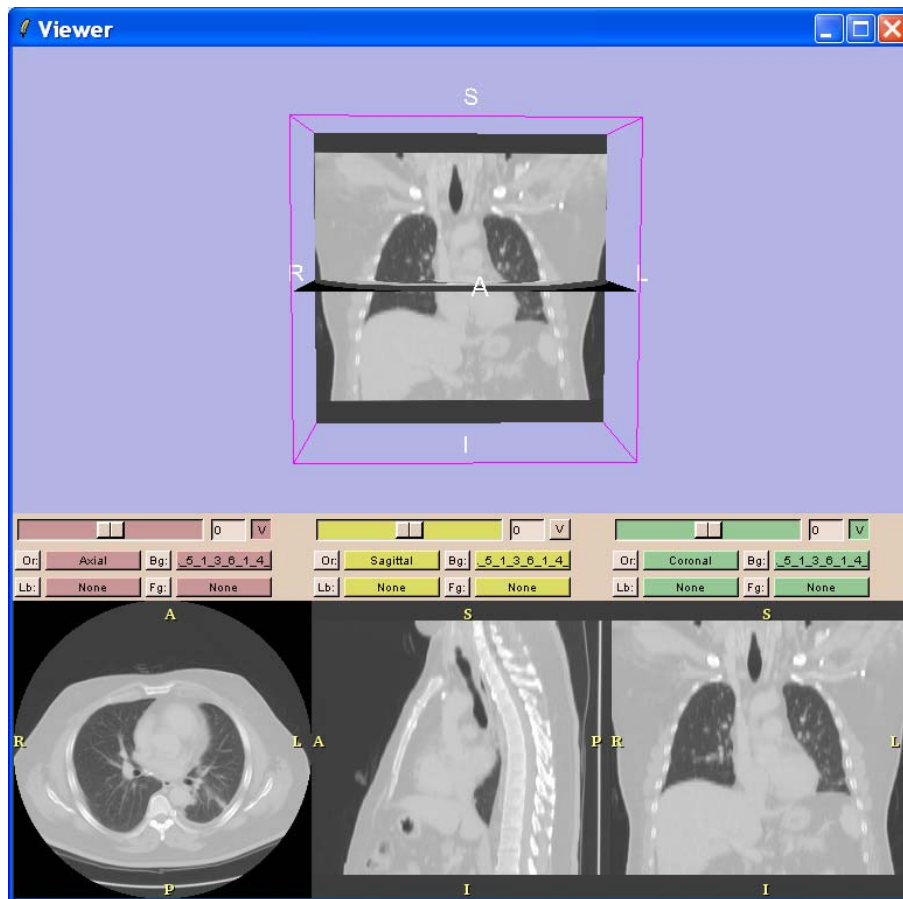 Viewer
S
R A L
I
0 V 0 V 0 V
Or: Axial Bg: _5_1_3_6_1_4_ Or: Sagittal Bg: _5_1_3_6_1_4_ Or: Coronal Bg: _5_1_3_6_1_4_
Lb: None Fg: None Lb: None Fg: None Lb: None Fg: None
A S S
R L A P R L
P I I